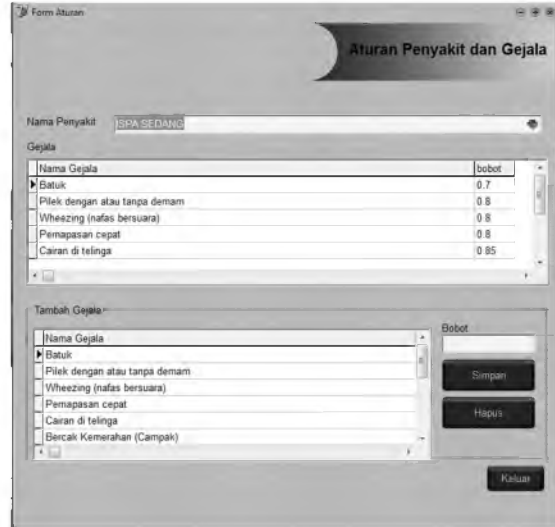 Form Aturan
Aturan Penyakit dan Gejala
Nama Penyakit ISPA SEDANG
Gejala
Nama Gejala bobot
Batuk 0.7
Pilek dengan atau tanpa demam 0.8
Wheezing (nafas bersuara) 0.8
Pernapasan cepat 0.8
Cairan di telinga 0.85
Tambah Gejala
Nama Gejala
Batuk
Pilek dengan atau tanpa demam
Wheezing (nafas bersuara)
Pernapasan cepat
Cairan di telinga
Bercak Kemerahan (Campak)
Bobot
Simpan
Hapus
Keluar